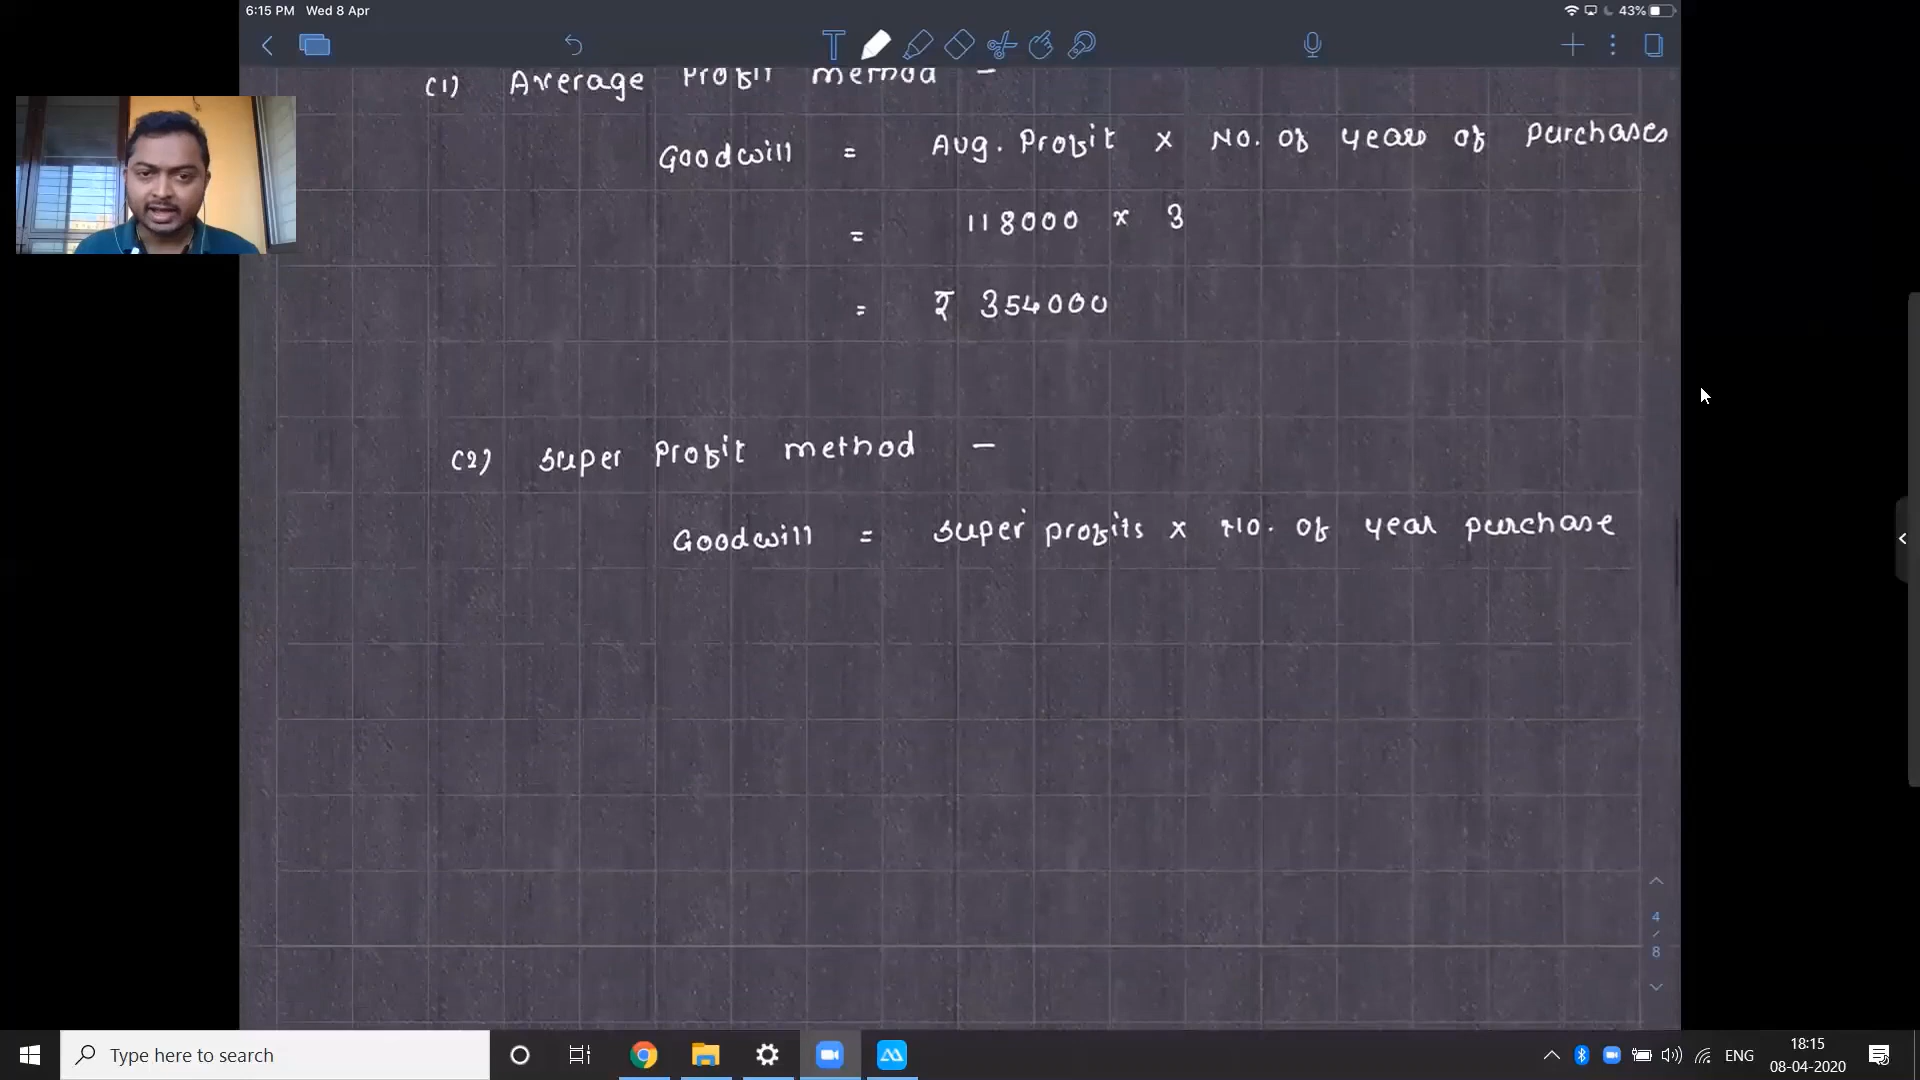 6:15 PM Wed 8 Apr
43%
(1) Average Profit method -
Goodwill = Avg. Profit x No. of years of purchases
= 118000 x 3
= ₹ 354000
(2) super Profit method -
Goodwill = super profits x No. of year purchase
4
/
8
Type here to search
ENG
18:15
08-04-2020